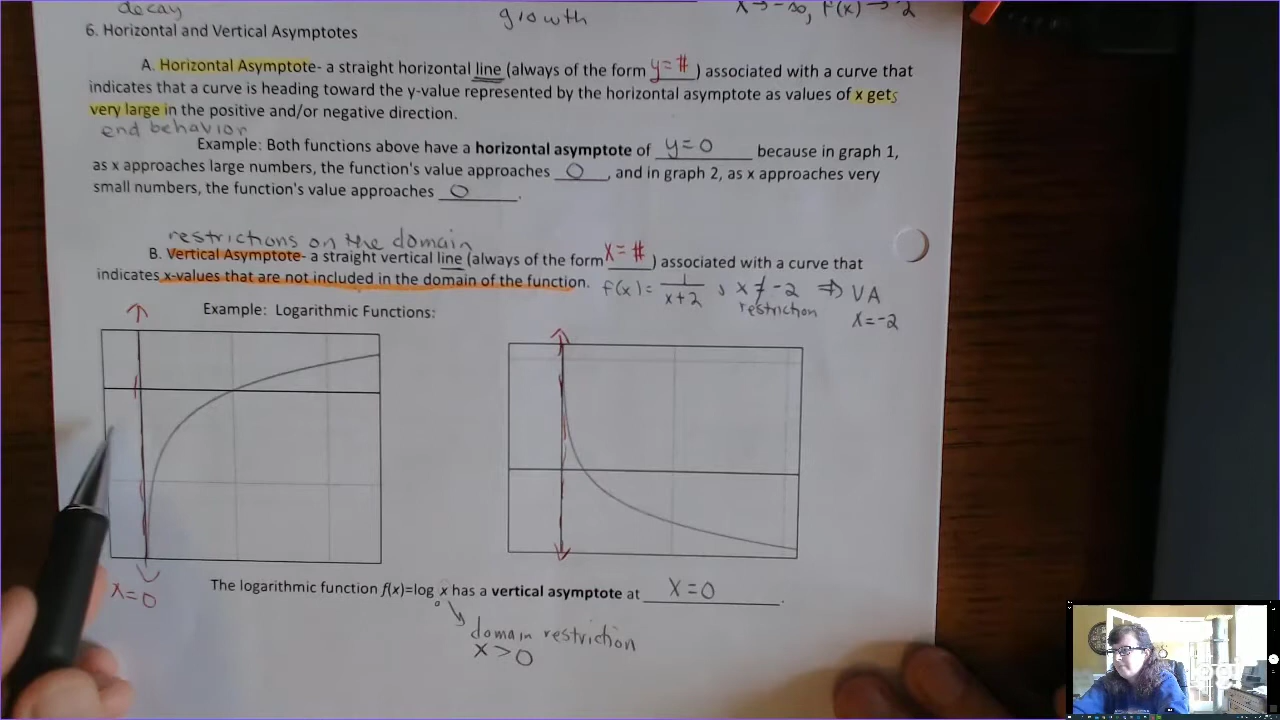 decay
growth
x→-∞, f(x)→ 2
6. Horizontal and Vertical Asymptotes
A. Horizontal Asymptote- a straight horizontal line (always of the form y=# ) associated with a curve that
indicates that a curve is heading toward the y-value represented by the horizontal asymptote as values of x gets
very large in the positive and/or negative direction.
end behavior
Example: Both functions above have a horizontal asymptote of y=0 because in graph 1,
as x approaches large numbers, the function's value approaches 0, and in graph 2, as x approaches very
small numbers, the function's value approaches 0.
restrictions on the domain
B. Vertical Asymptote- a straight vertical line (always of the form x=# ) associated with a curve that
indicates x-values that are not included in the domain of the function.
f(x)= 1/x+2 , x≠-2 ⇒ VA
restriction
x=-2
Example: Logarithmic Functions:
x=0
The logarithmic function f(x)=logₐ x has a vertical asymptote at x=0.
domain restriction
x>0